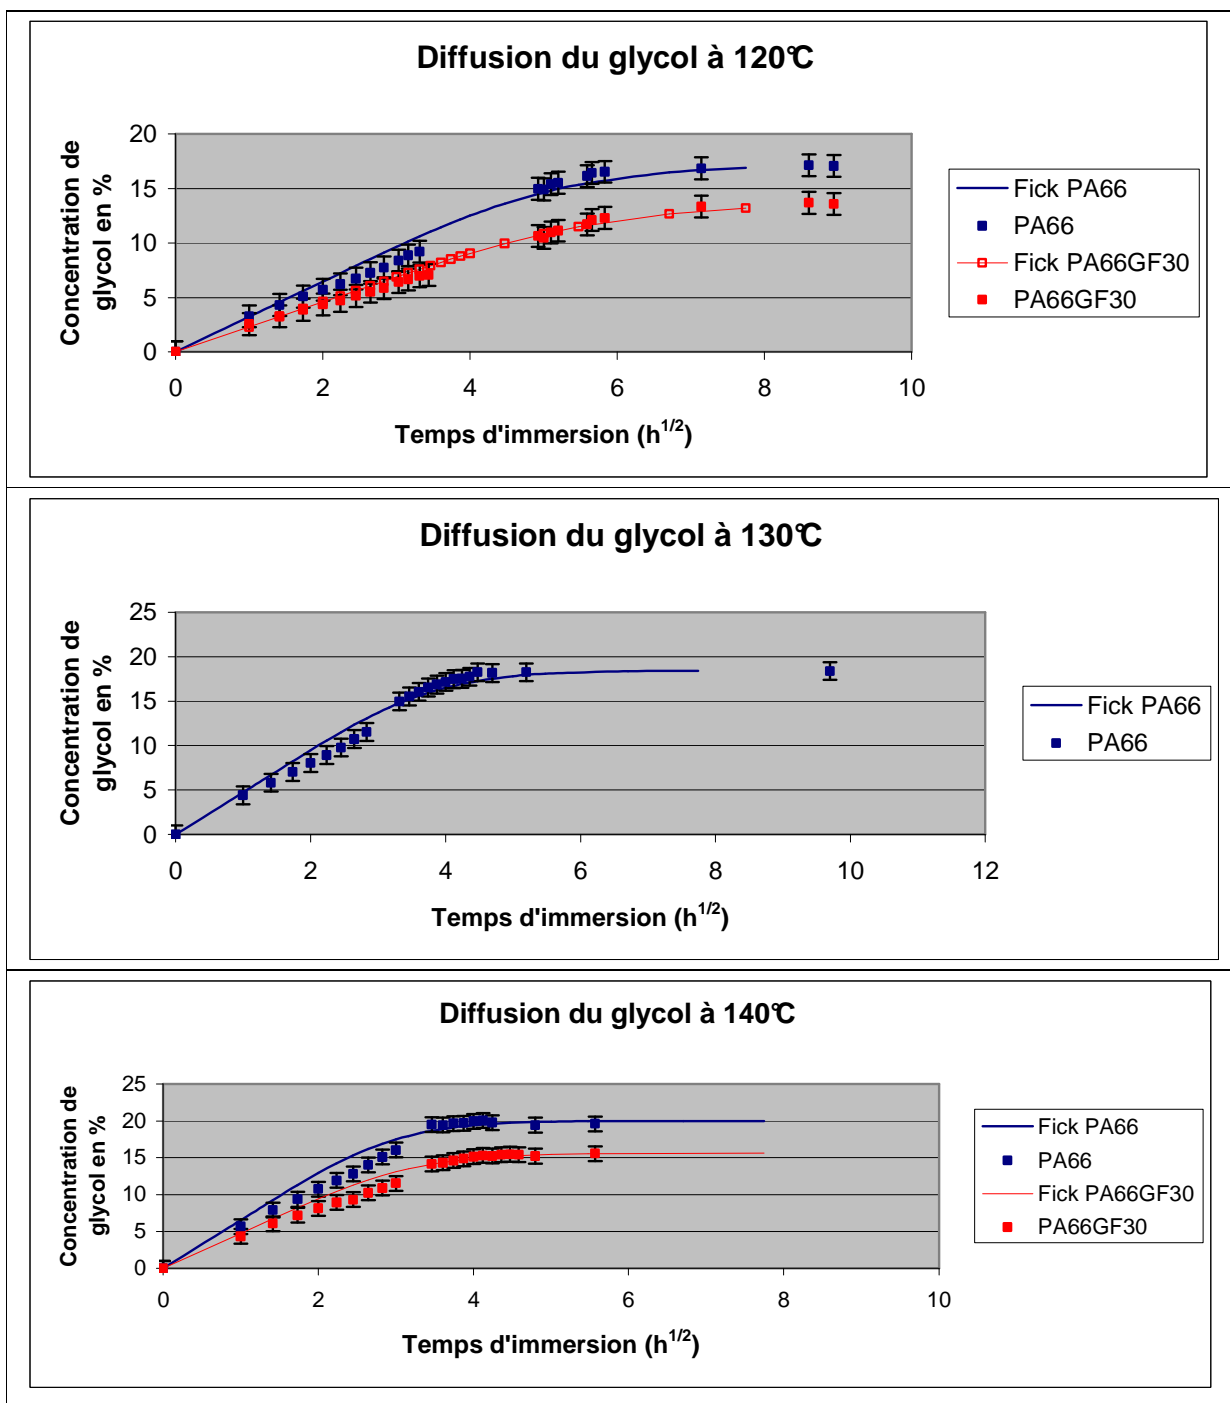 Diffusion du glycol à 120°C
Concentration de
glycol en %
20
15
10
5
0
0 2 4 6 8 10
Temps d'immersion (h1/2)
Fick PA66
PA66
Fick PA66GF30
PA66GF30
Diffusion du glycol à 130°C
Concentration de
glycol en %
25
20
15
10
5
0
0 2 4 6 8 10 12
Temps d'immersion (h1/2)
Fick PA66
PA66
Diffusion du glycol à 140°C
Concentration de
glycol en %
25
20
15
10
5
0
0 2 4 6 8 10
Temps d'immersion (h1/2)
Fick PA66
PA66
Fick PA66GF30
PA66GF30